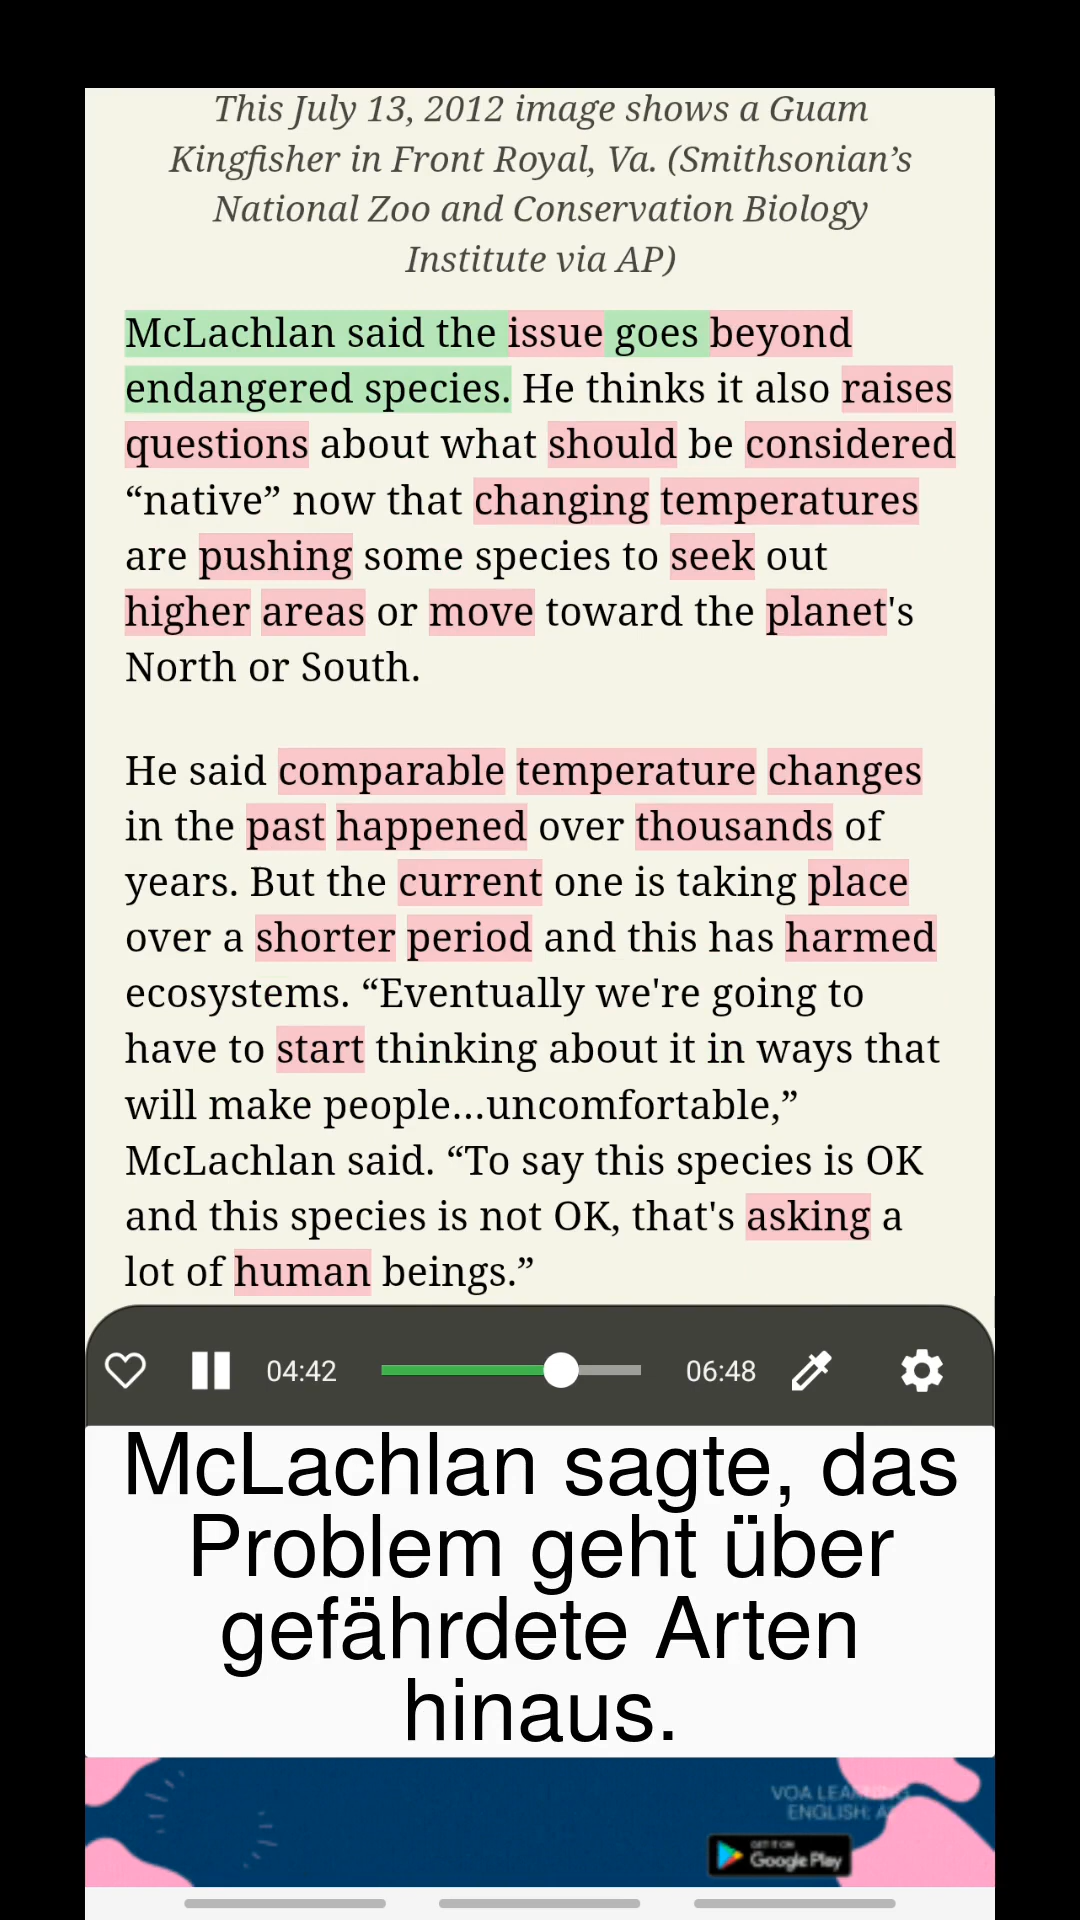 This July 13, 2012 image shows a Guam
Kingfisher in Front Royal, Va. (Smithsonian’s
National Zoo and Conservation Biology
Institute via AP)
McLachlan said the issue goes beyond
endangered species. He thinks it also raises
questions about what should be considered
“native” now that changing temperatures
are pushing some species to seek out
higher areas or move toward the planet's
North or South.
He said comparable temperature changes
in the past happened over thousands of
years. But the current one is taking place
over a shorter period and this has harmed
ecosystems. “Eventually we're going to
have to start thinking about it in ways that
will make people...uncomfortable,”
McLachlan said. “To say this species is OK
and this species is not OK, that's asking a
lot of human beings.”
04:42 06:48
McLachlan sagte, das
Problem geht über
gefährdete Arten
hinaus.
VOA LEARNING
ENGLISH:
GET IT ON
Google Play